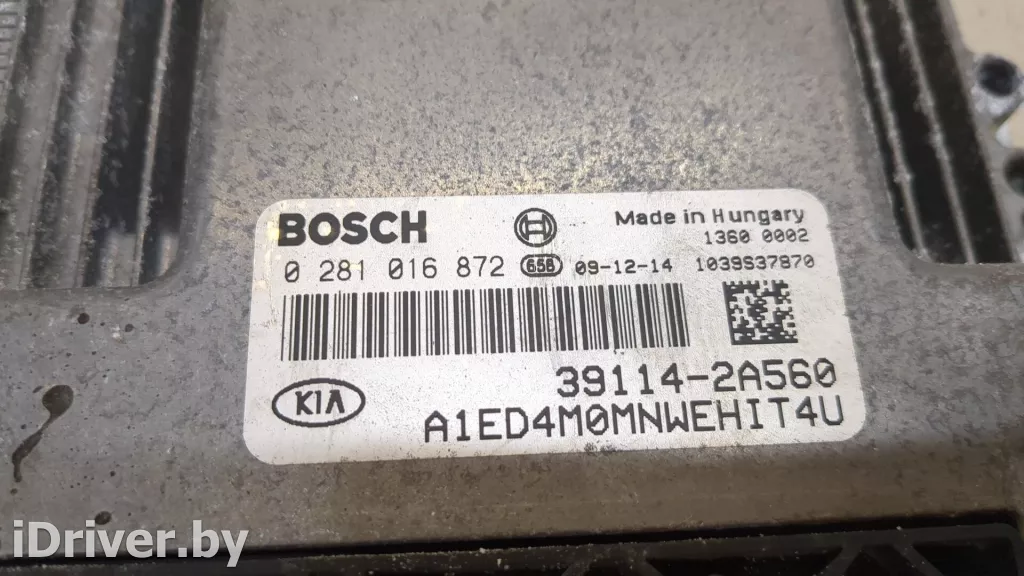 BOSCH
Made in Hungary
1360 0002
0 281 016 872 658 09-12-14 1039S37870
39114-2A560
KIA
A1ED4M0MNWEHIT4U
iDriver.by